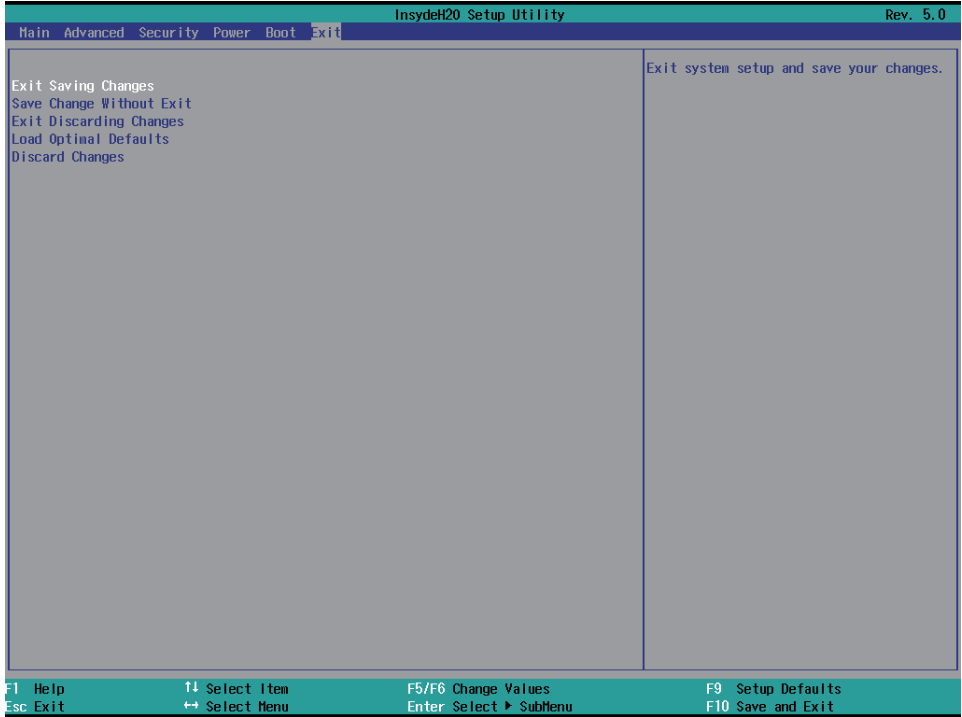 InsydeH20 Setup Utility Rev. 5.0
Main Advanced Security Power Boot Exit
Exit system setup and save your changes.
Exit Saving Changes
Save Change Without Exit
Exit Discarding Changes
Load Optimal Defaults
Discard Changes
F1 Help ↑↓ Select Item F5/F6 Change Values F9 Setup Defaults
Esc Exit ↔ Select Menu Enter Select ▶ SubMenu F10 Save and Exit